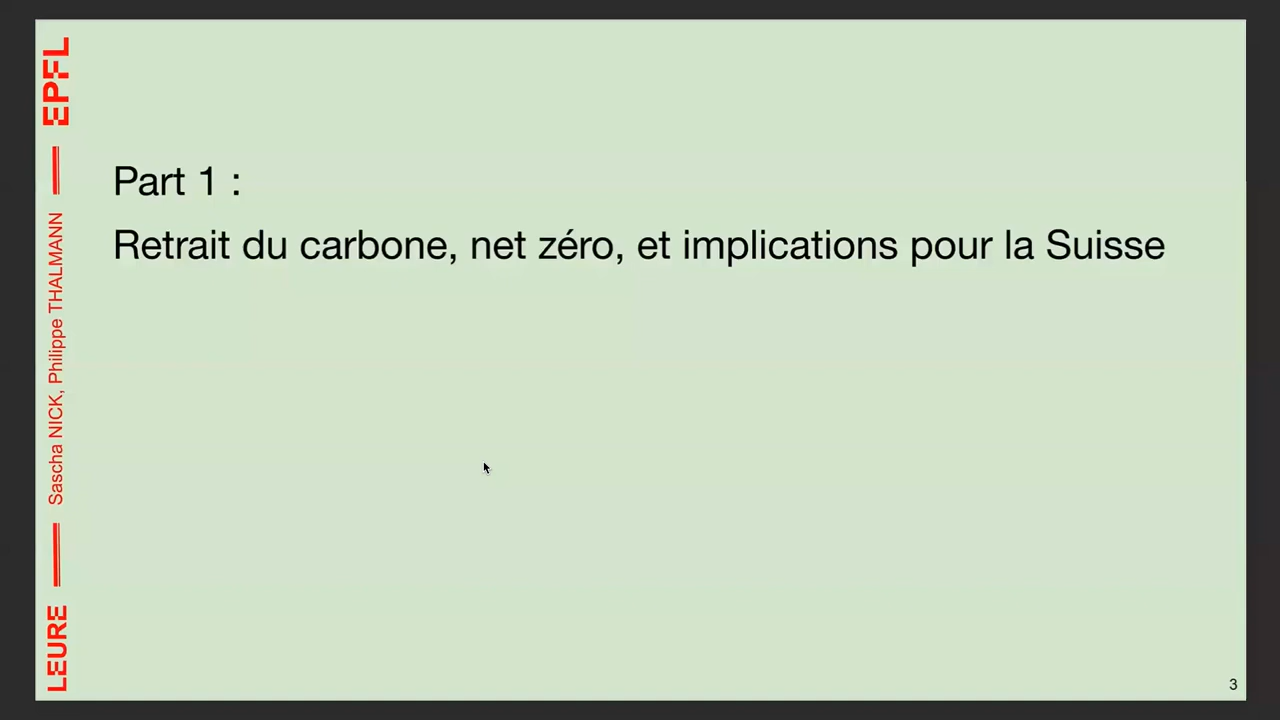 EPFL
Sascha NICK, Philippe THALMANN
LEURE
Part 1 :
Retrait du carbone, net zéro, et implications pour la Suisse
3